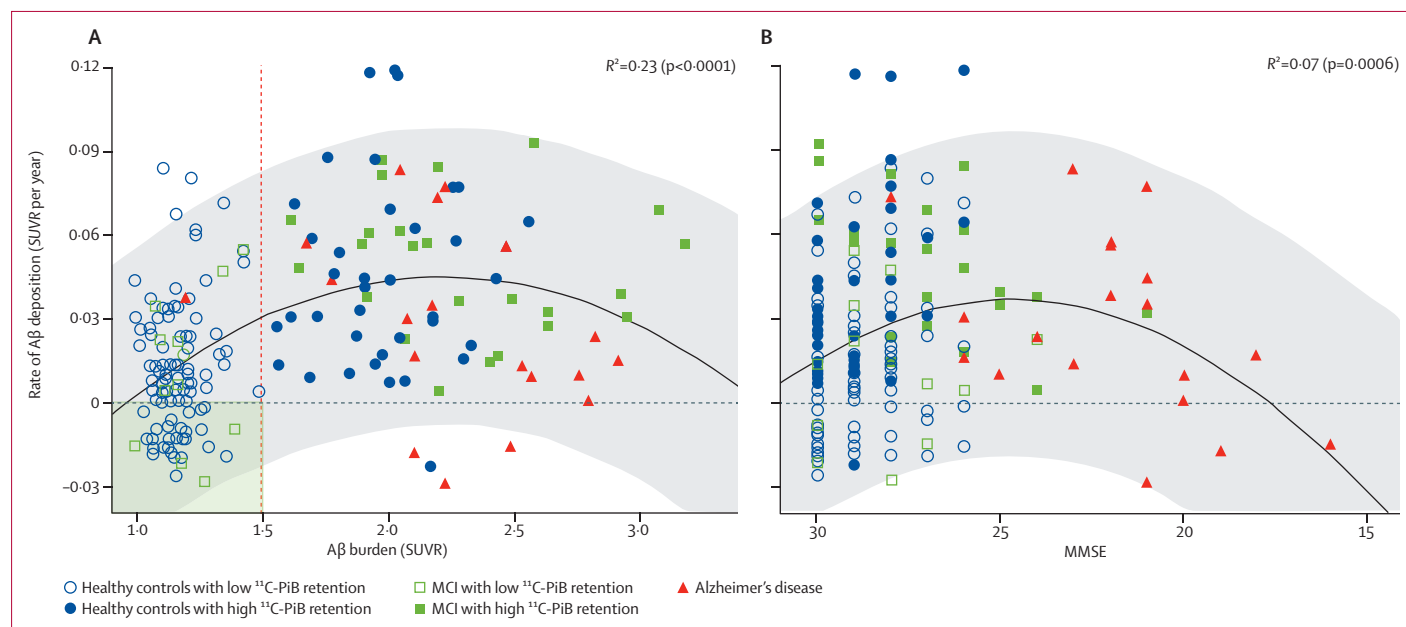 A
B
R²=0·23 (p<0·0001)
R²=0·07 (p=0·0006)
Rate of Aβ deposition (SUVR per year)
0·12
0·09
0·06
0·03
0
–0·03
1·0
1·5
2·0
2·5
3·0
Aβ burden (SUVR)
30
25
20
15
MMSE
Healthy controls with low ¹¹C-PiB retention
Healthy controls with high ¹¹C-PiB retention
MCI with low ¹¹C-PiB retention
MCI with high ¹¹C-PiB retention
Alzheimer's disease